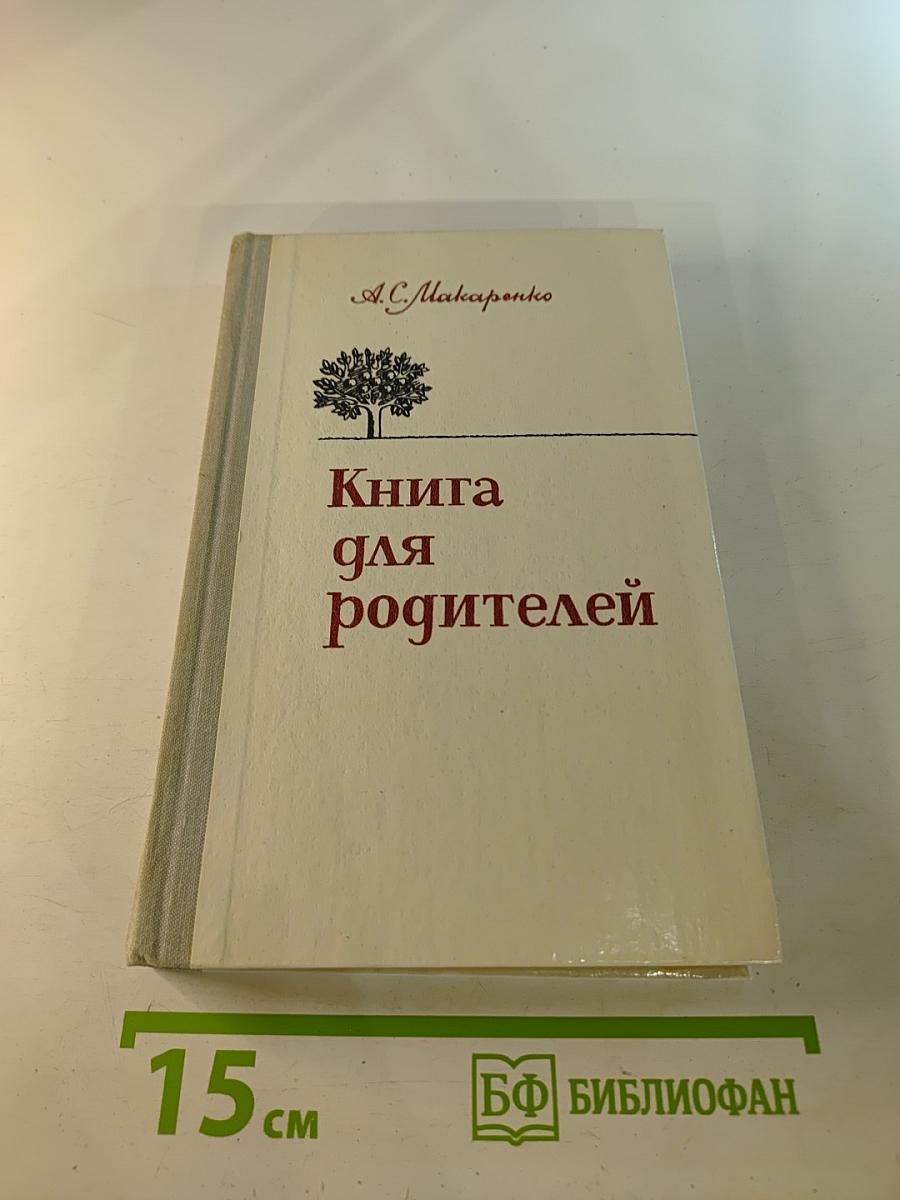 А. С. Макаренко
Книга
для
родителей
15 см
БФ БИБЛИОФАН